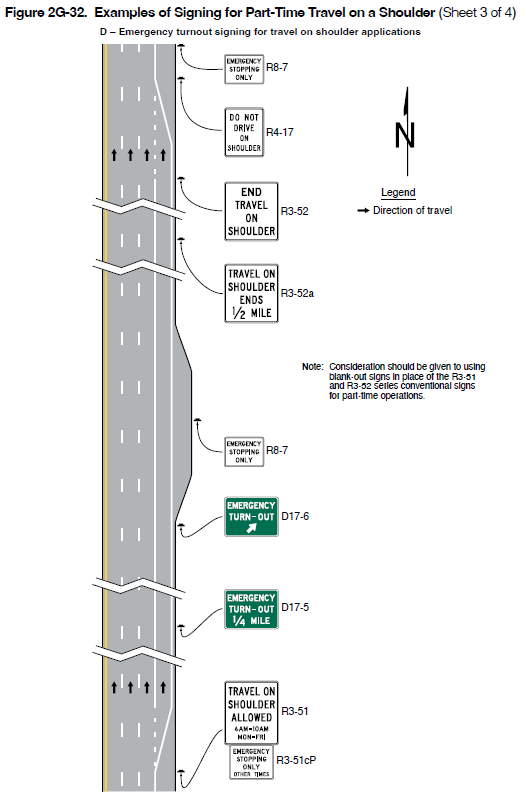 Figure 2G-32. Examples of Signing for Part-Time Travel on a Shoulder (Sheet 3 of 4)
D – Emergency turnout signing for travel on shoulder applications
EMERGENCY
STOPPING
ONLY
R8-7
DO NOT
DRIVE
ON
SHOULDER
R4-17
END
TRAVEL
ON
SHOULDER
R3-52
TRAVEL ON
SHOULDER
ENDS
1/2 MILE
R3-52a
N
Legend
Direction of travel
Note: Consideration should be given to using
blank-out signs in place of the R3-51
and R3-52 series conventional signs
for part-time operations.
EMERGENCY
STOPPING
ONLY
R8-7
EMERGENCY
TURN-OUT
D17-6
EMERGENCY
TURN-OUT
1/4 MILE
D17-5
TRAVEL ON
SHOULDER
ALLOWED
6AM-10AM
MON-FRI
R3-51
EMERGENCY
STOPPING
ONLY
OTHER TIMES
R3-51cP